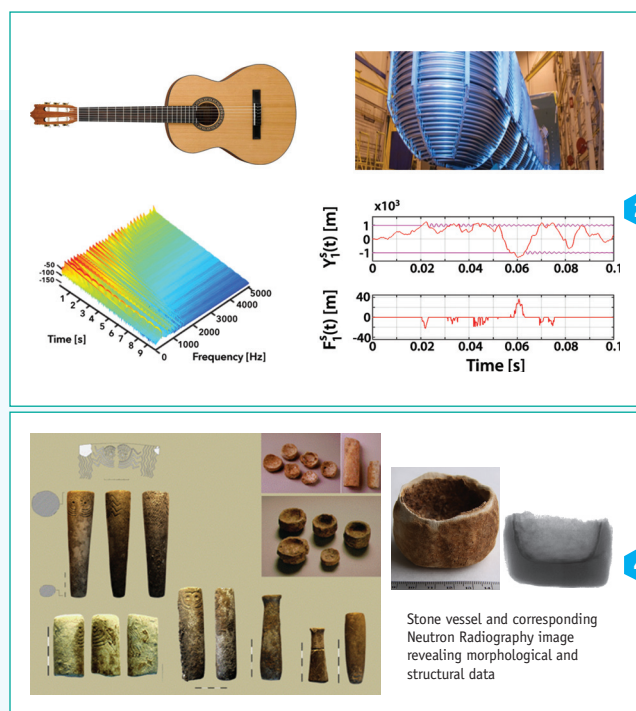 x10³
Yˢ₁(t) [m]
1
0
-1
0 0.02 0.04 0.06 0.08 0.1
Fˢ₁(t) [m]
40
0
-40
0 0.02 0.04 0.06 0.08 0.1
Time [s]
-50
-100
-150
1 2 3 4 5 6 7 8 9
Time [s]
0 1000 2000 3000 4000 5000
Frequency [Hz]
Stone vessel and corresponding
Neutron Radiography image
revealing morphological and
structural data